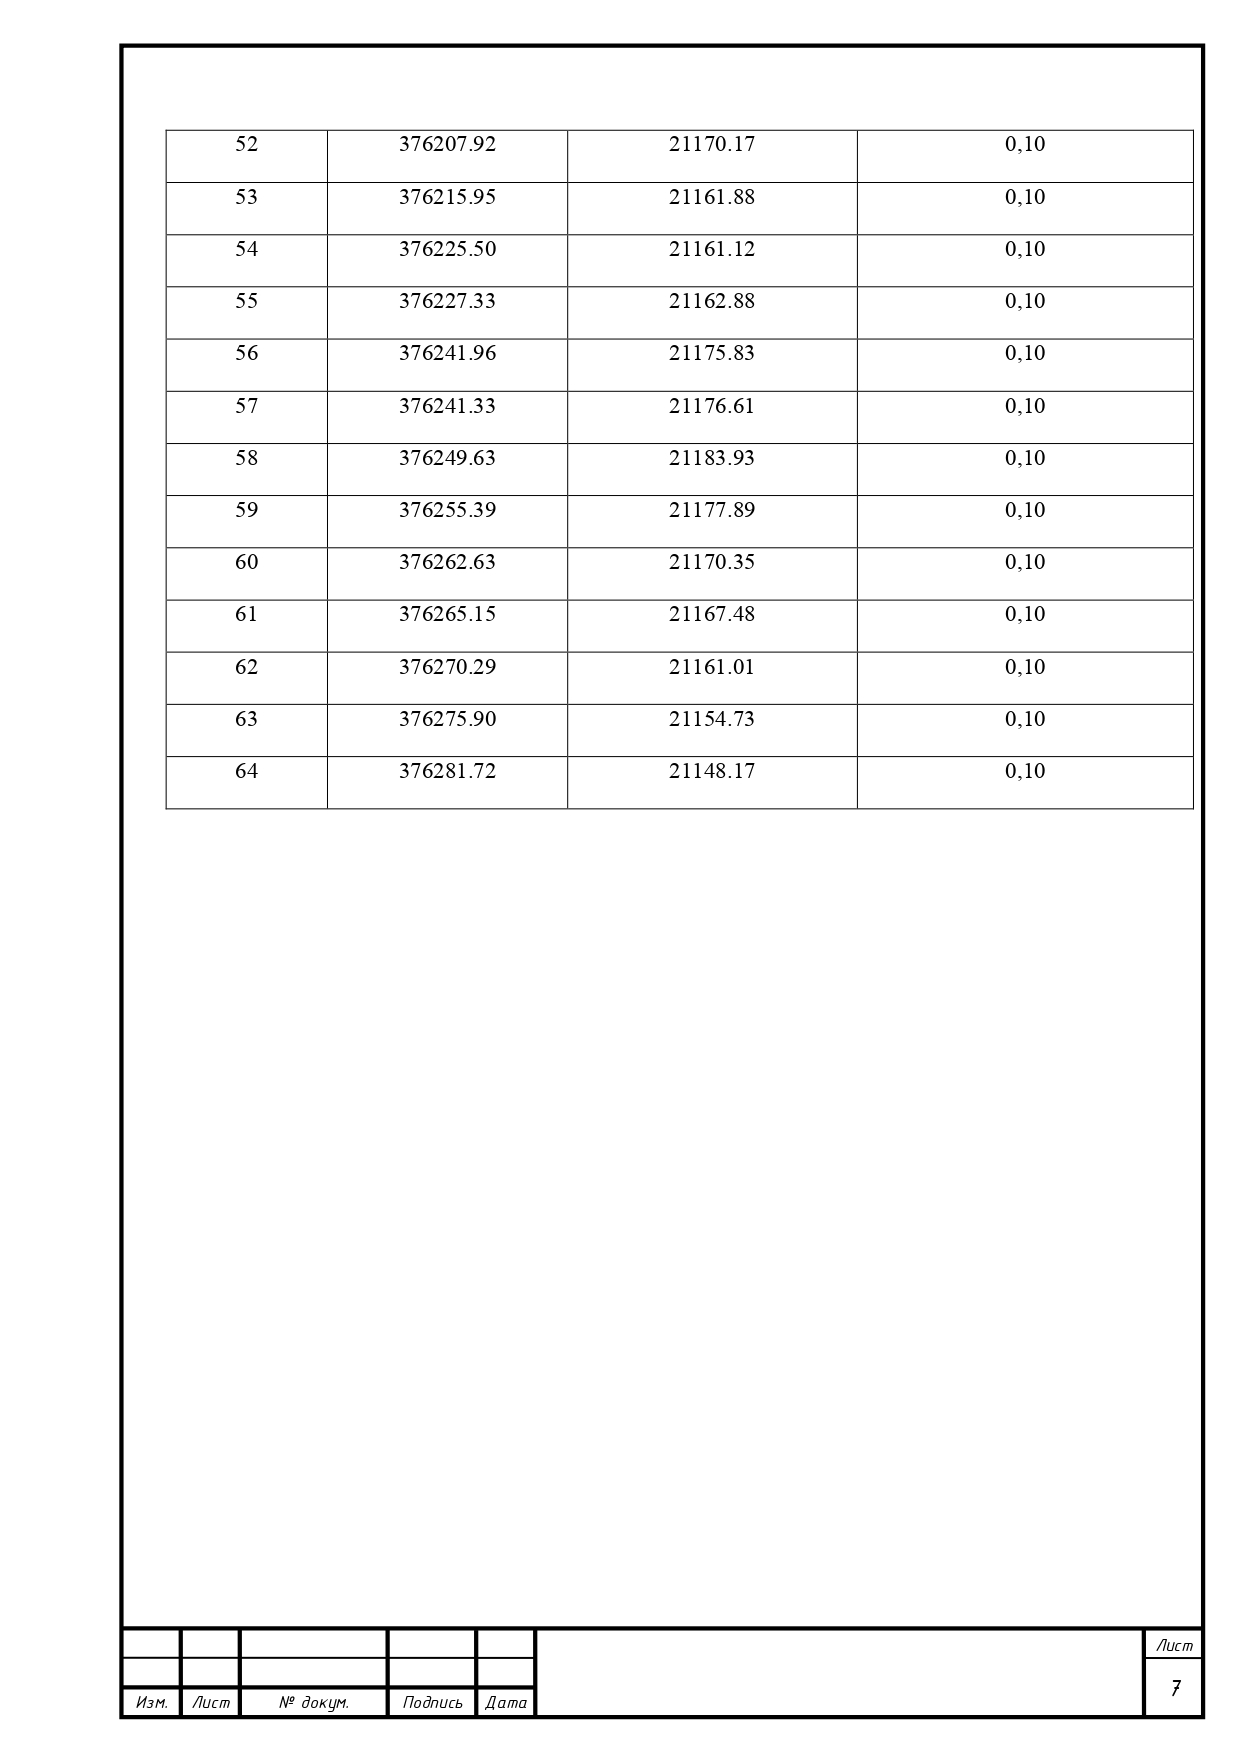 52 376207.92 21170.17 0,10
53 376215.95 21161.88 0,10
54 376225.50 21161.12 0,10
55 376227.33 21162.88 0,10
56 376241.96 21175.83 0,10
57 376241.33 21176.61 0,10
58 376249.63 21183.93 0,10
59 376255.39 21177.89 0,10
60 376262.63 21170.35 0,10
61 376265.15 21167.48 0,10
62 376270.29 21161.01 0,10
63 376275.90 21154.73 0,10
64 376281.72 21148.17 0,10
Лист
7
Изм. Лист № докум. Подпись Дата